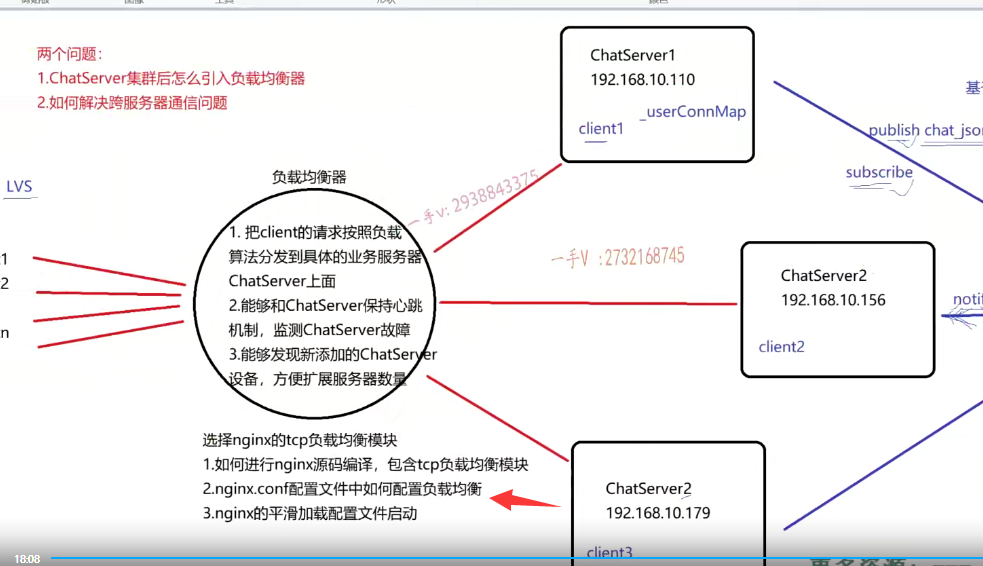 两个问题：
1.ChatServer集群后怎么引入负载均衡器
2.如何解决跨服务器通信问题
ChatServer1
192.168.10.110
_userConnMap
client1
publish chat_jso
subscribe
LVS
负载均衡器
一手v: 2938843375
1. 把client的请求按照负载
算法分发到具体的业务服务器
ChatServer上面
2.能够和ChatServer保持心跳
机制，监测ChatServer故障
3.能够发现新添加的ChatServer
设备，方便扩展服务器数量
一手V :2732168745
ChatServer2
192.168.10.156
client2
选择nginx的tcp负载均衡模块
1.如何进行nginx源码编译，包含tcp负载均衡模块
2.nginx.conf配置文件中如何配置负载均衡
3.nginx的平滑加载配置文件启动
ChatServer2
192.168.10.179
client3
18:08